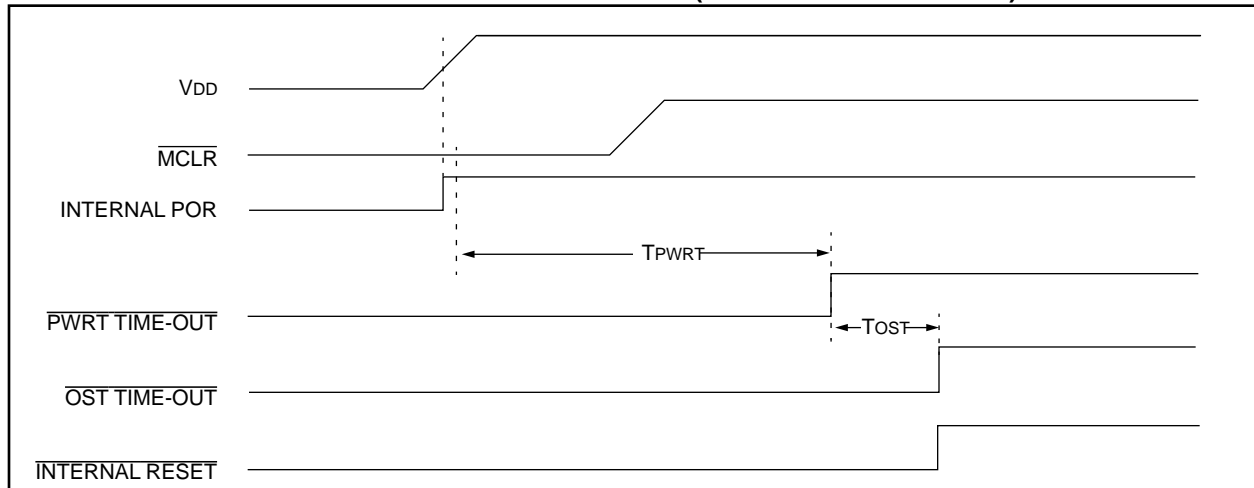 VDD
MCLR
INTERNAL POR
TPWRT
PWRT TIME-OUT
TOST
OST TIME-OUT
INTERNAL RESET